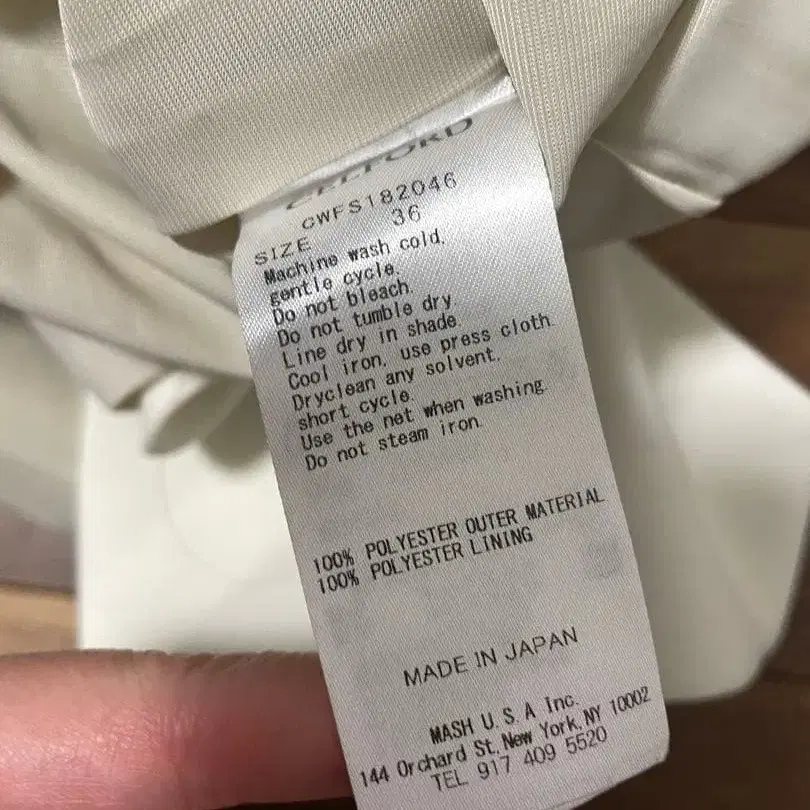 CELFORD
CWFS182046
SIZE 36
Machine wash cold.
gentle cycle.
Do not bleach.
Do not tumble dry
Line dry in shade.
Cool iron, use press cloth.
Dryclean any solvent.
short cycle.
Use the net when washing.
Do not steam iron.
100% POLYESTER OUTER MATERIAL
100% POLYESTER LINING
MADE IN JAPAN
MASH U.S.A Inc.
144 Orchard St. New York, NY 10002
TEL 917 409 5520